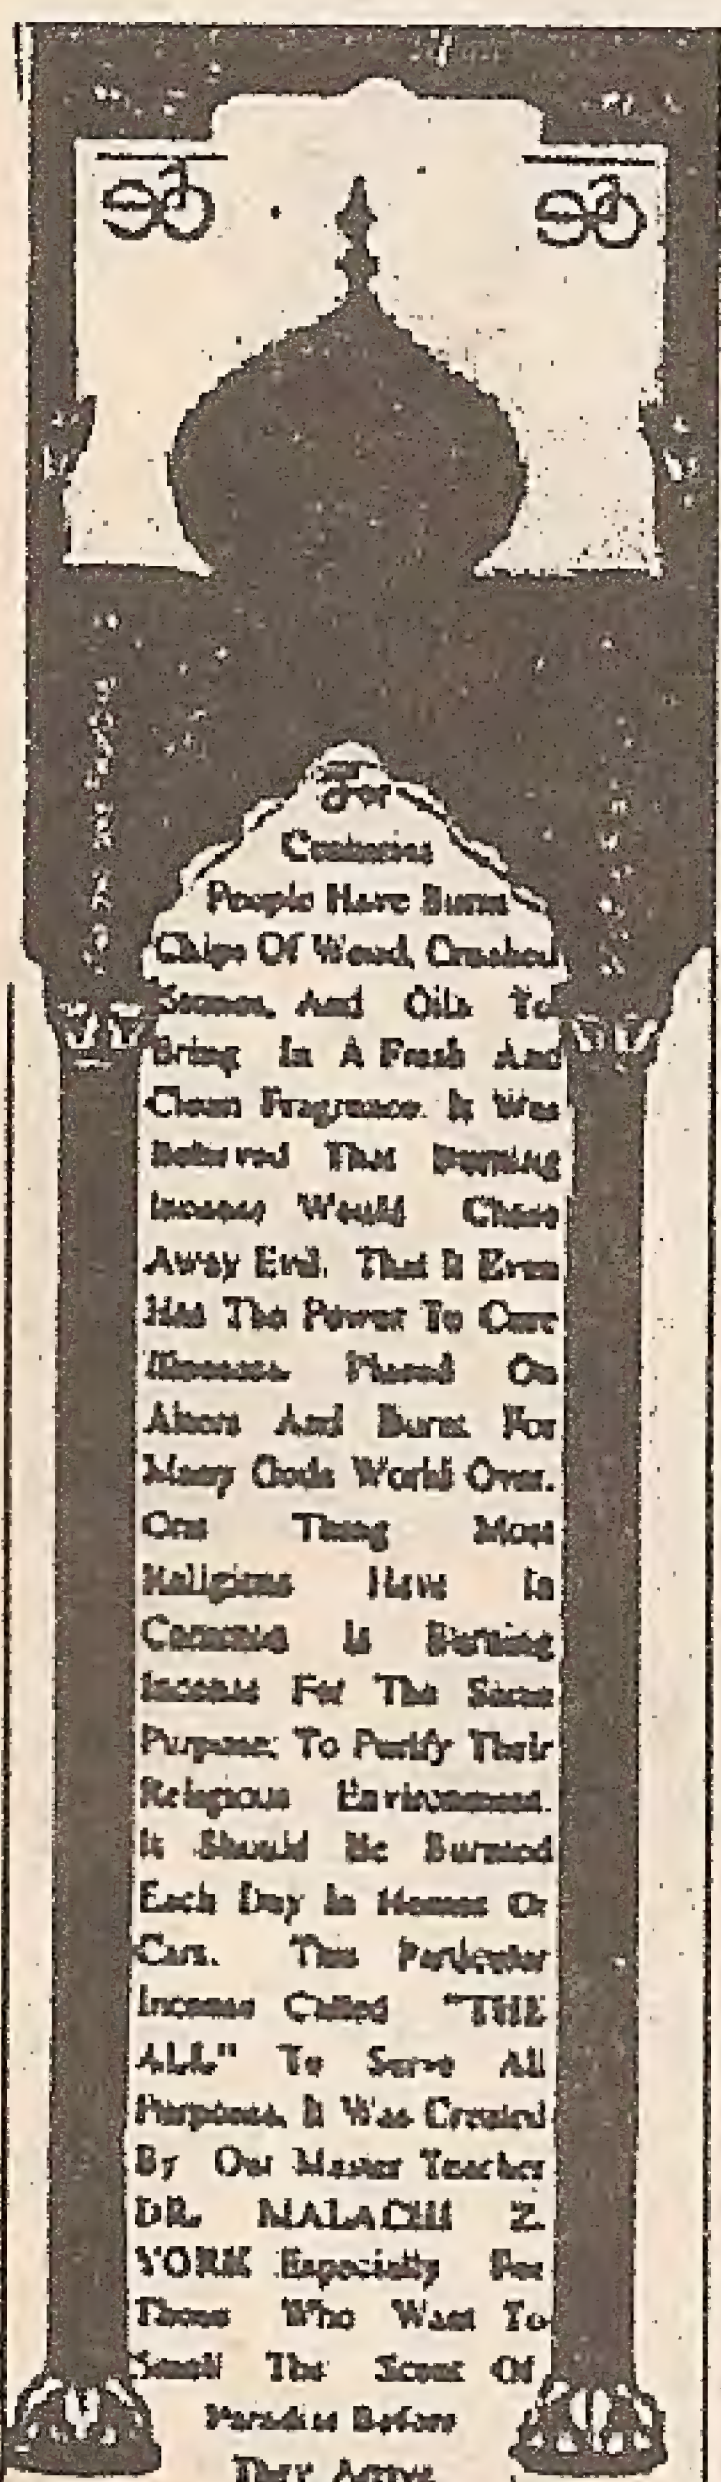 For
Centuries
People Have Burnt
Chips Of Wood, Crushed
Stones, And Oils To
Bring In A Fresh And
Clean Fragrance. It Was
Believed That Burning
Incense Would Chase
Away Evil. That It Even
Has The Power To Cure
Illnesses. Placed On
Alters And Burnt For
Many Gods World Over.
One Thing Most
Religions Have In
Common Is Burning
Incense For The Same
Purpose; To Purify Their
Religious Environment.
It Should Be Burned
Each Day In Homes Or
Cars. This Particular
Incense Called "THE
ALL" To Serve All
Purposes. It Was Created
By Our Master Teacher
DR. MALACHI Z.
YORK Especially For
Those Who Want To
Smell The Scent Of
Paradise Before
They Arrive.